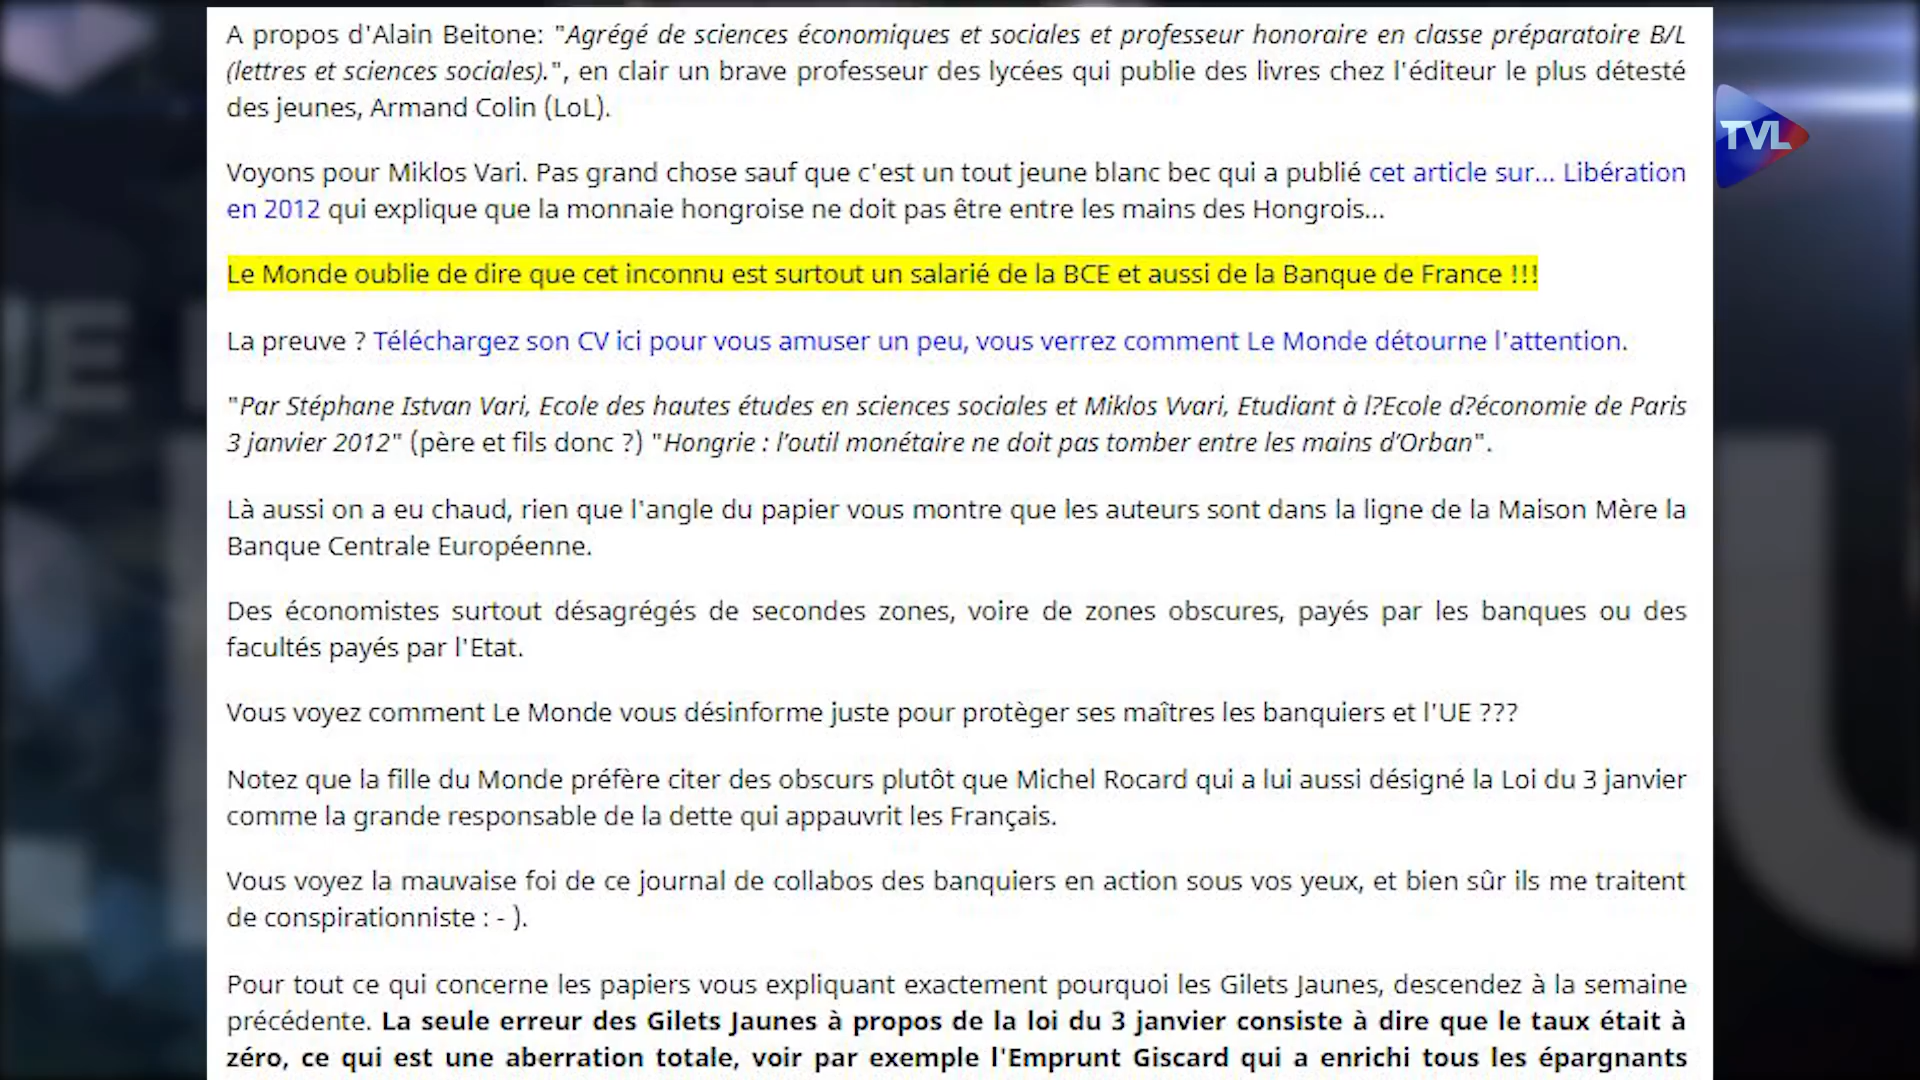 A propos d'Alain Beitone: "Agrégé de sciences économiques et sociales et professeur honoraire en classe préparatoire B/L
(lettres et sciences sociales).", en clair un brave professeur des lycées qui publie des livres chez l'éditeur le plus détesté
des jeunes, Armand Colin (LoL).
Voyons pour Miklos Vari. Pas grand chose sauf que c'est un tout jeune blanc bec qui a publié cet article sur... Libération
en 2012 qui explique que la monnaie hongroise ne doit pas être entre les mains des Hongrois...
Le Monde oublie de dire que cet inconnu est surtout un salarié de la BCE et aussi de la Banque de France !!!
La preuve ? Téléchargez son CV ici pour vous amuser un peu, vous verrez comment Le Monde détourne l'attention.
"Par Stéphane Istvan Vari, Ecole des hautes études en sciences sociales et Miklos Vvari, Etudiant à l?Ecole d?économie de Paris
3 janvier 2012" (père et fils donc ?) "Hongrie : l’outil monétaire ne doit pas tomber entre les mains d’Orban".
Là aussi on a eu chaud, rien que l'angle du papier vous montre que les auteurs sont dans la ligne de la Maison Mère la
Banque Centrale Européenne.
Des économistes surtout désagrégés de secondes zones, voire de zones obscures, payés par les banques ou des
facultés payés par l'Etat.
Vous voyez comment Le Monde vous désinforme juste pour protèger ses maîtres les banquiers et l'UE ???
Notez que la fille du Monde préfère citer des obscurs plutôt que Michel Rocard qui a lui aussi désigné la Loi du 3 janvier
comme la grande responsable de la dette qui appauvrit les Français.
Vous voyez la mauvaise foi de ce journal de collabos des banquiers en action sous vos yeux, et bien sûr ils me traitent
de conspirationniste : - ).
Pour tout ce qui concerne les papiers vous expliquant exactement pourquoi les Gilets Jaunes, descendez à la semaine
précédente. La seule erreur des Gilets Jaunes à propos de la loi du 3 janvier consiste à dire que le taux était à
zéro, ce qui est une aberration totale, voir par exemple l'Emprunt Giscard qui a enrichi tous les épargnants
TVL